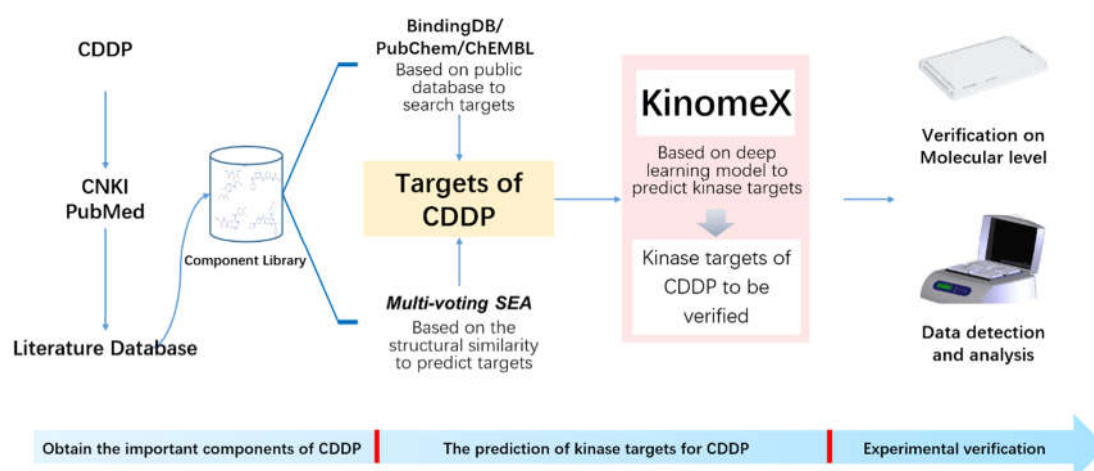 CDDP
CNKI
PubMed
Literature Database
Component Library
BindingDB/
PubChem/ChEMBL
Based on public
database to
search targets
Targets of
CDDP
Multi-voting SEA
Based on the
structural similarity
to predict targets
KinomeX
Based on deep
learning model to
predict kinase targets
Kinase targets of
CDDP to be
verified
Verification on
Molecular level
Data detection
and analysis
Obtain the important components of CDDP
The prediction of kinase targets for CDDP
Experimental verification